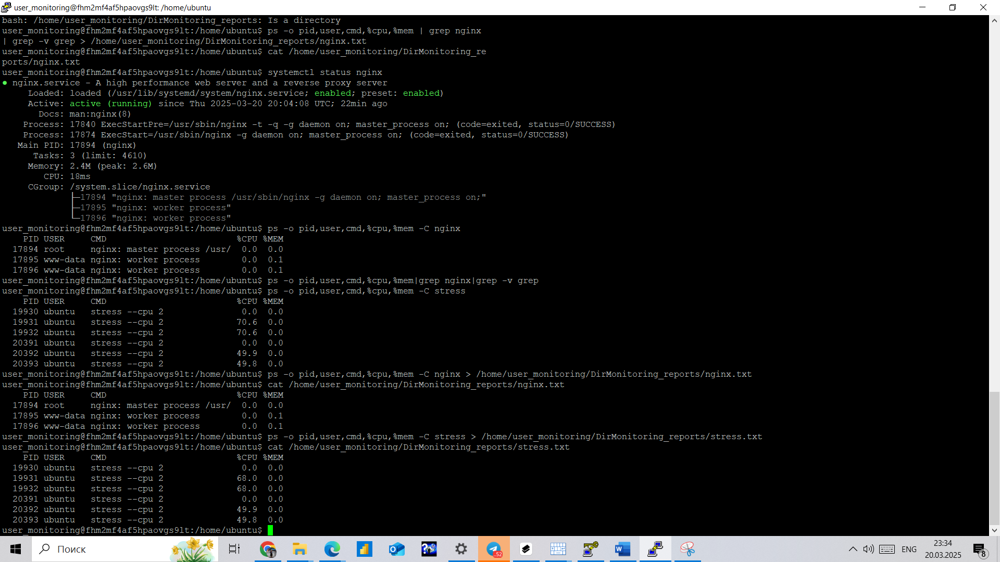 user_monitoring@fhm2mf4af5hpaovgs9lt: /home/ubuntu
bash: /home/user_monitoring/DirMonitoring_reports: Is a directory
user_monitoring@fhm2mf4af5hpaovgs9lt:/home/ubuntu$ ps -o pid,user,cmd,%cpu,%mem | grep nginx
| grep -v grep > /home/user_monitoring/DirMonitoring_reports/nginx.txt
user_monitoring@fhm2mf4af5hpaovgs9lt:/home/ubuntu$ cat /home/user_monitoring/DirMonitoring_re
ports/nginx.txt
user_monitoring@fhm2mf4af5hpaovgs9lt:/home/ubuntu$ systemctl status nginx
● nginx.service - A high performance web server and a reverse proxy server
     Loaded: loaded (/usr/lib/systemd/system/nginx.service; enabled; preset: enabled)
     Active: active (running) since Thu 2025-03-20 20:04:08 UTC; 22min ago
       Docs: man:nginx(8)
    Process: 17840 ExecStartPre=/usr/sbin/nginx -t -q -g daemon on; master_process on; (code=exited, status=0/SUCCESS)
    Process: 17874 ExecStart=/usr/sbin/nginx -g daemon on; master_process on; (code=exited, status=0/SUCCESS)
   Main PID: 17894 (nginx)
      Tasks: 3 (limit: 4610)
     Memory: 2.4M (peak: 2.6M)
        CPU: 18ms
     CGroup: /system.slice/nginx.service
             ├─17894 "nginx: master process /usr/sbin/nginx -g daemon on; master_process on;"
             ├─17895 "nginx: worker process"
             └─17896 "nginx: worker process"
user_monitoring@fhm2mf4af5hpaovgs9lt:/home/ubuntu$ ps -o pid,user,cmd,%cpu,%mem -C nginx
    PID USER     CMD                         %CPU %MEM
  17894 root     nginx: master process /usr/  0.0  0.0
  17895 www-data nginx: worker process        0.0  0.1
  17896 www-data nginx: worker process        0.0  0.1
user_monitoring@fhm2mf4af5hpaovgs9lt:/home/ubuntu$ ps -o pid,user,cmd,%cpu,%mem|grep nginx|grep -v grep
user_monitoring@fhm2mf4af5hpaovgs9lt:/home/ubuntu$ ps -o pid,user,cmd,%cpu,%mem -C stress
    PID USER     CMD                         %CPU %MEM
  19930 ubuntu   stress --cpu 2               0.0  0.0
  19931 ubuntu   stress --cpu 2              70.6  0.0
  19932 ubuntu   stress --cpu 2              70.6  0.0
  20391 ubuntu   stress --cpu 2               0.0  0.0
  20392 ubuntu   stress --cpu 2              49.9  0.0
  20393 ubuntu   stress --cpu 2              49.8  0.0
user_monitoring@fhm2mf4af5hpaovgs9lt:/home/ubuntu$ ps -o pid,user,cmd,%cpu,%mem -C nginx > /home/user_monitoring/DirMonitoring_reports/nginx.txt
user_monitoring@fhm2mf4af5hpaovgs9lt:/home/ubuntu$ cat /home/user_monitoring/DirMonitoring_reports/nginx.txt
    PID USER     CMD                         %CPU %MEM
  17894 root     nginx: master process /usr/  0.0  0.0
  17895 www-data nginx: worker process        0.0  0.1
  17896 www-data nginx: worker process        0.0  0.1
user_monitoring@fhm2mf4af5hpaovgs9lt:/home/ubuntu$ ps -o pid,user,cmd,%cpu,%mem -C stress > /home/user_monitoring/DirMonitoring_reports/stress.txt
user_monitoring@fhm2mf4af5hpaovgs9lt:/home/ubuntu$ cat /home/user_monitoring/DirMonitoring_reports/stress.txt
    PID USER     CMD                         %CPU %MEM
  19930 ubuntu   stress --cpu 2               0.0  0.0
  19931 ubuntu   stress --cpu 2              68.0  0.0
  19932 ubuntu   stress --cpu 2              68.0  0.0
  20391 ubuntu   stress --cpu 2               0.0  0.0
  20392 ubuntu   stress --cpu 2              49.9  0.0
  20393 ubuntu   stress --cpu 2              49.8  0.0
user_monitoring@fhm2mf4af5hpaovgs9lt:/home/ubuntu$
Поиск
..52
ENG
23:34
20.03.2025
8